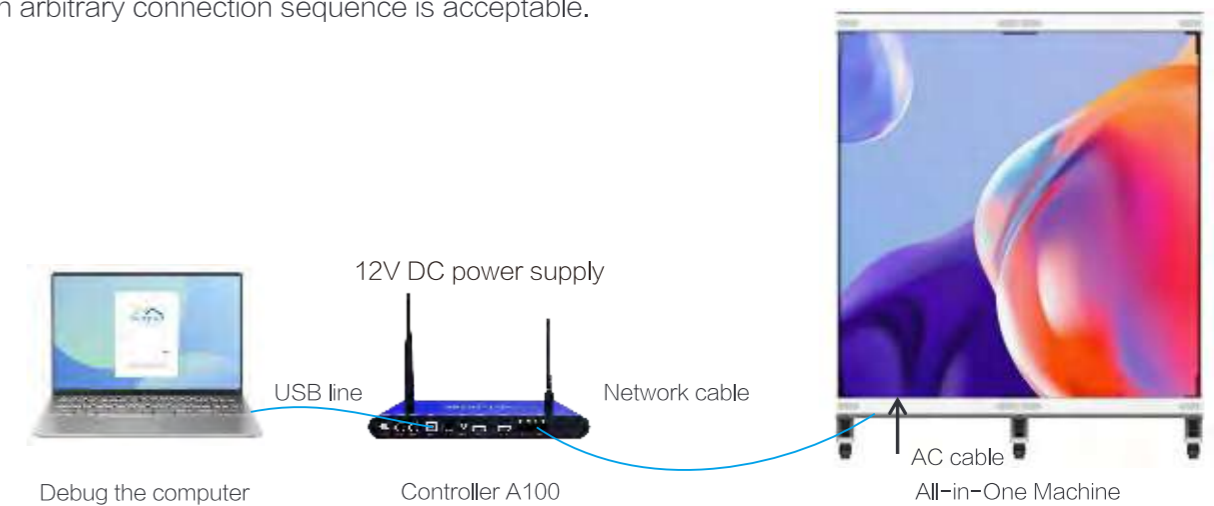 n arbitrary connection sequence is acceptable.
12V DC power supply
USB line
Network cable
AC cable
Debug the computer
Controller A100
All-in-One Machine